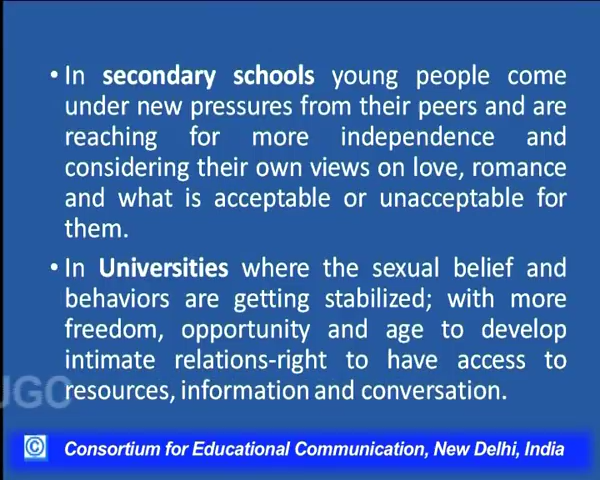 • In secondary schools young people come
under new pressures from their peers and are
reaching for more independence and
considering their own views on love, romance
and what is acceptable or unacceptable for
them.
• In Universities where the sexual belief and
behaviors are getting stabilized; with more
freedom, opportunity and age to develop
intimate relations-right to have access to
resources, information and conversation.
© Consortium for Educational Communication, New Delhi, India